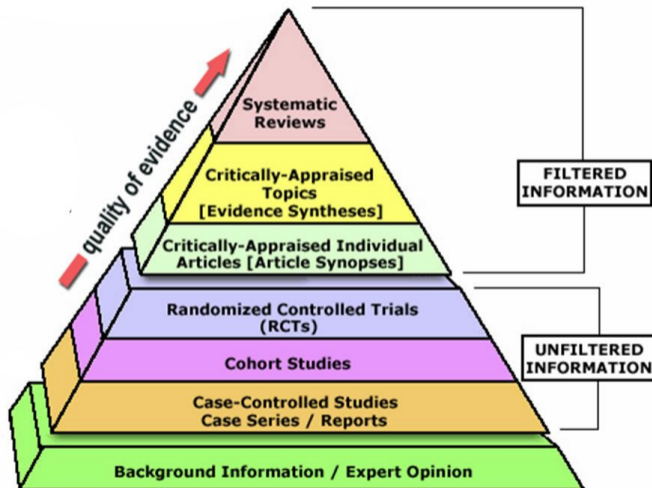 quality of evidence
Systematic
Reviews
Critically-Appraised
Topics
[Evidence Syntheses]
Critically-Appraised Individual
Articles [Article Synopses]
FILTERED
INFORMATION
Randomized Controlled Trials
(RCTs)
Cohort Studies
Case-Controlled Studies
Case Series / Reports
UNFILTERED
INFORMATION
Background Information / Expert Opinion